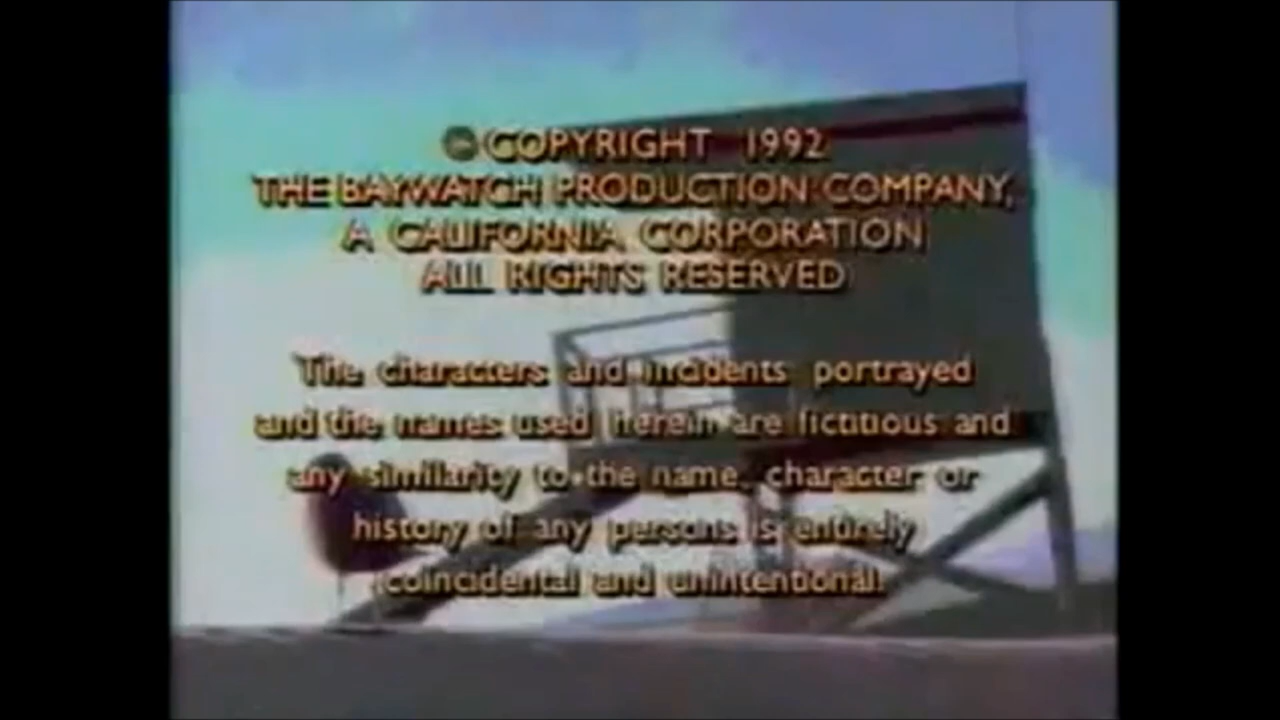 ©COPYRIGHT 1992
THE BAYWATCH PRODUCTION COMPANY,
A CALIFORNIA CORPORATION
ALL RIGHTS RESERVED
The characters and incidents portrayed
and the names used herein are fictitious and
any similarity to the name, character or
history of any persons is entirely
coincidental and unintentional.